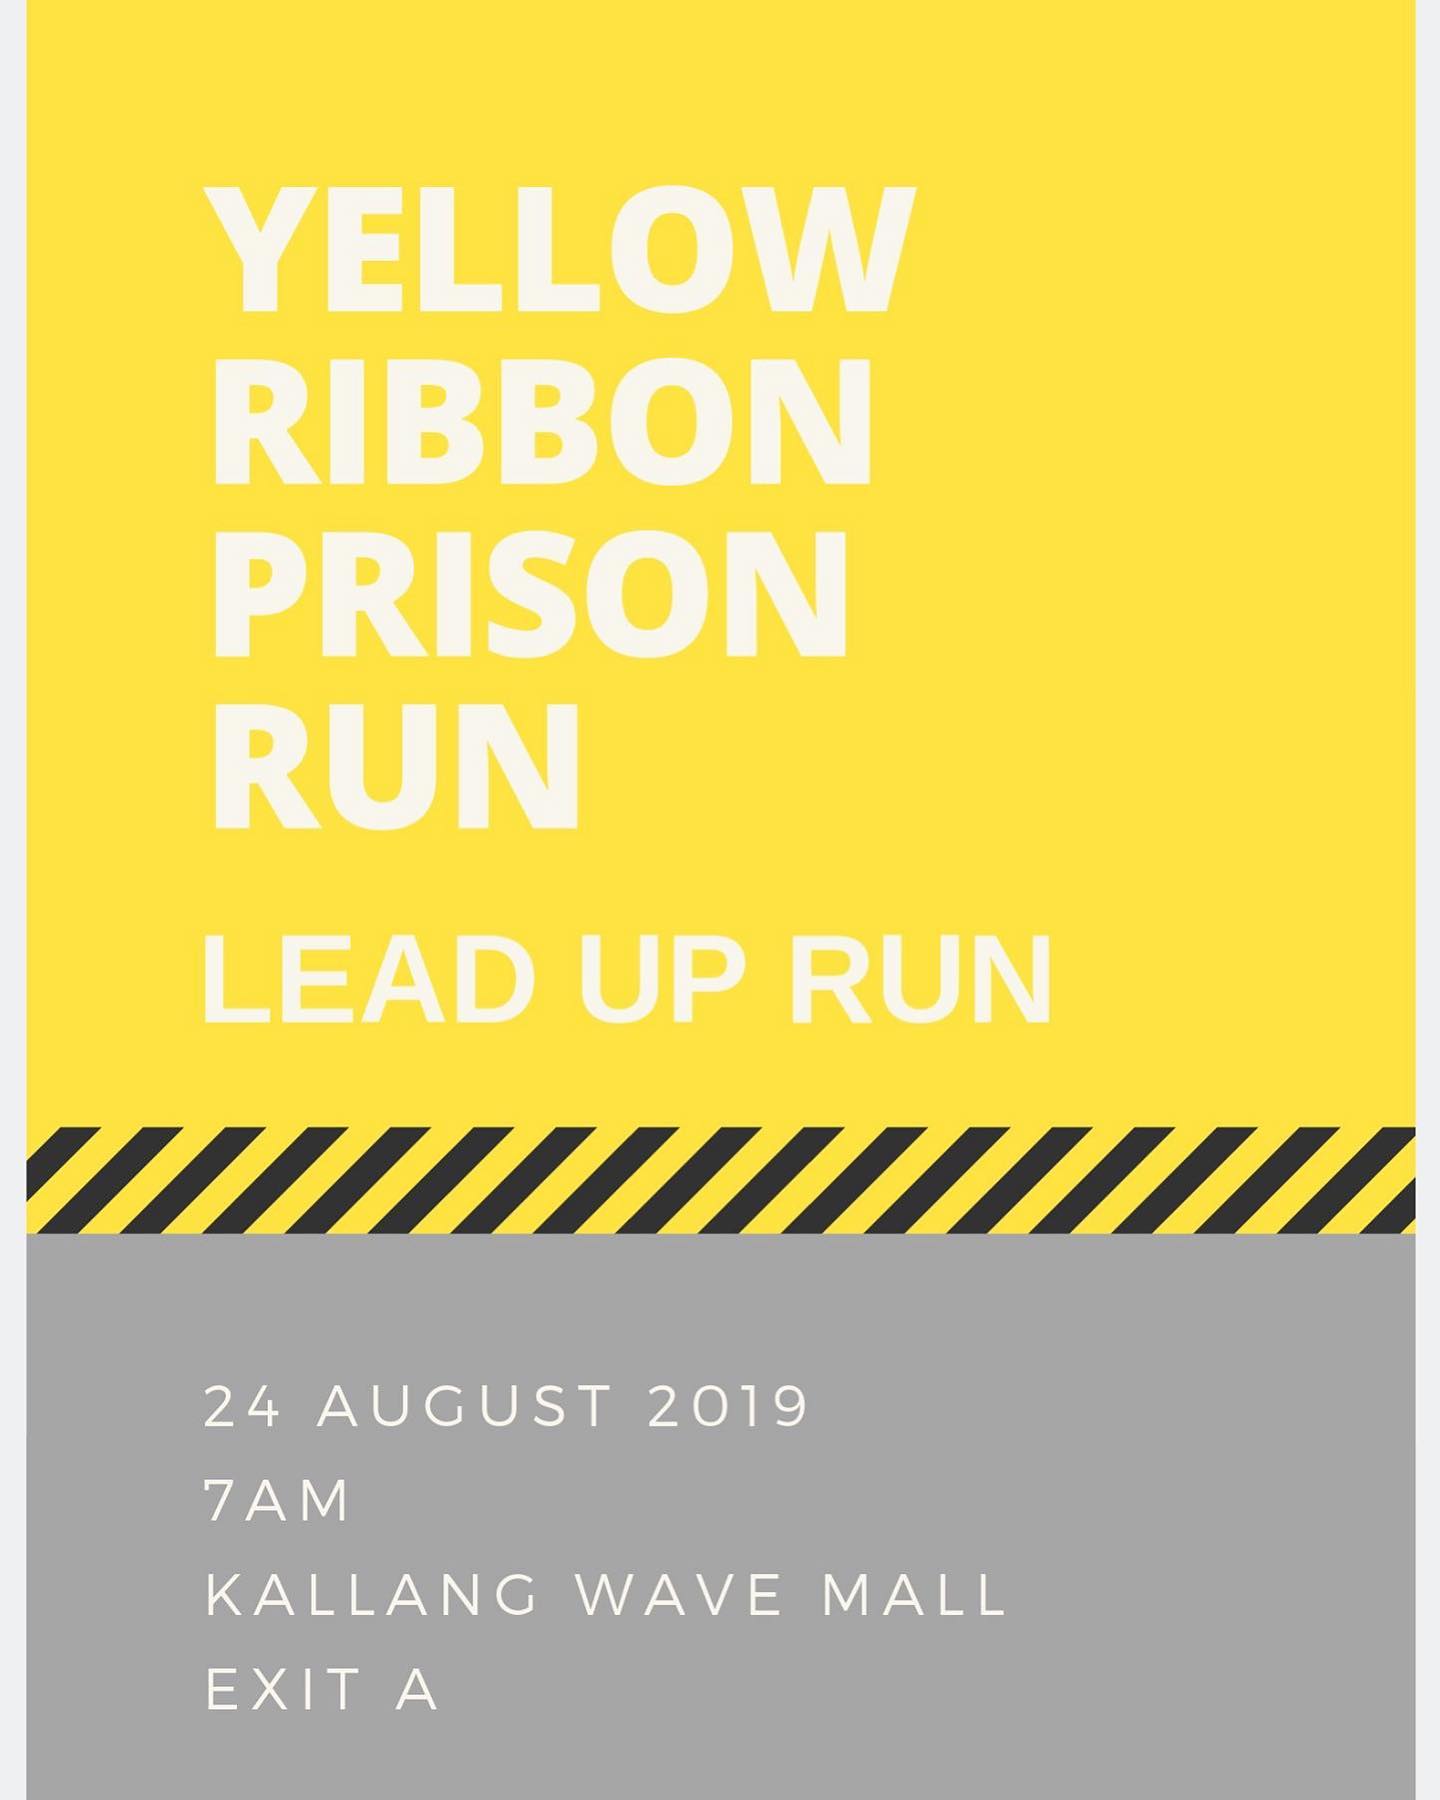 YELLOW
RIBBON
PRISON
RUN
LEAD UP RUN
24 AUGUST 2019
7AM
KALLANG WAVE MALL
EXIT A